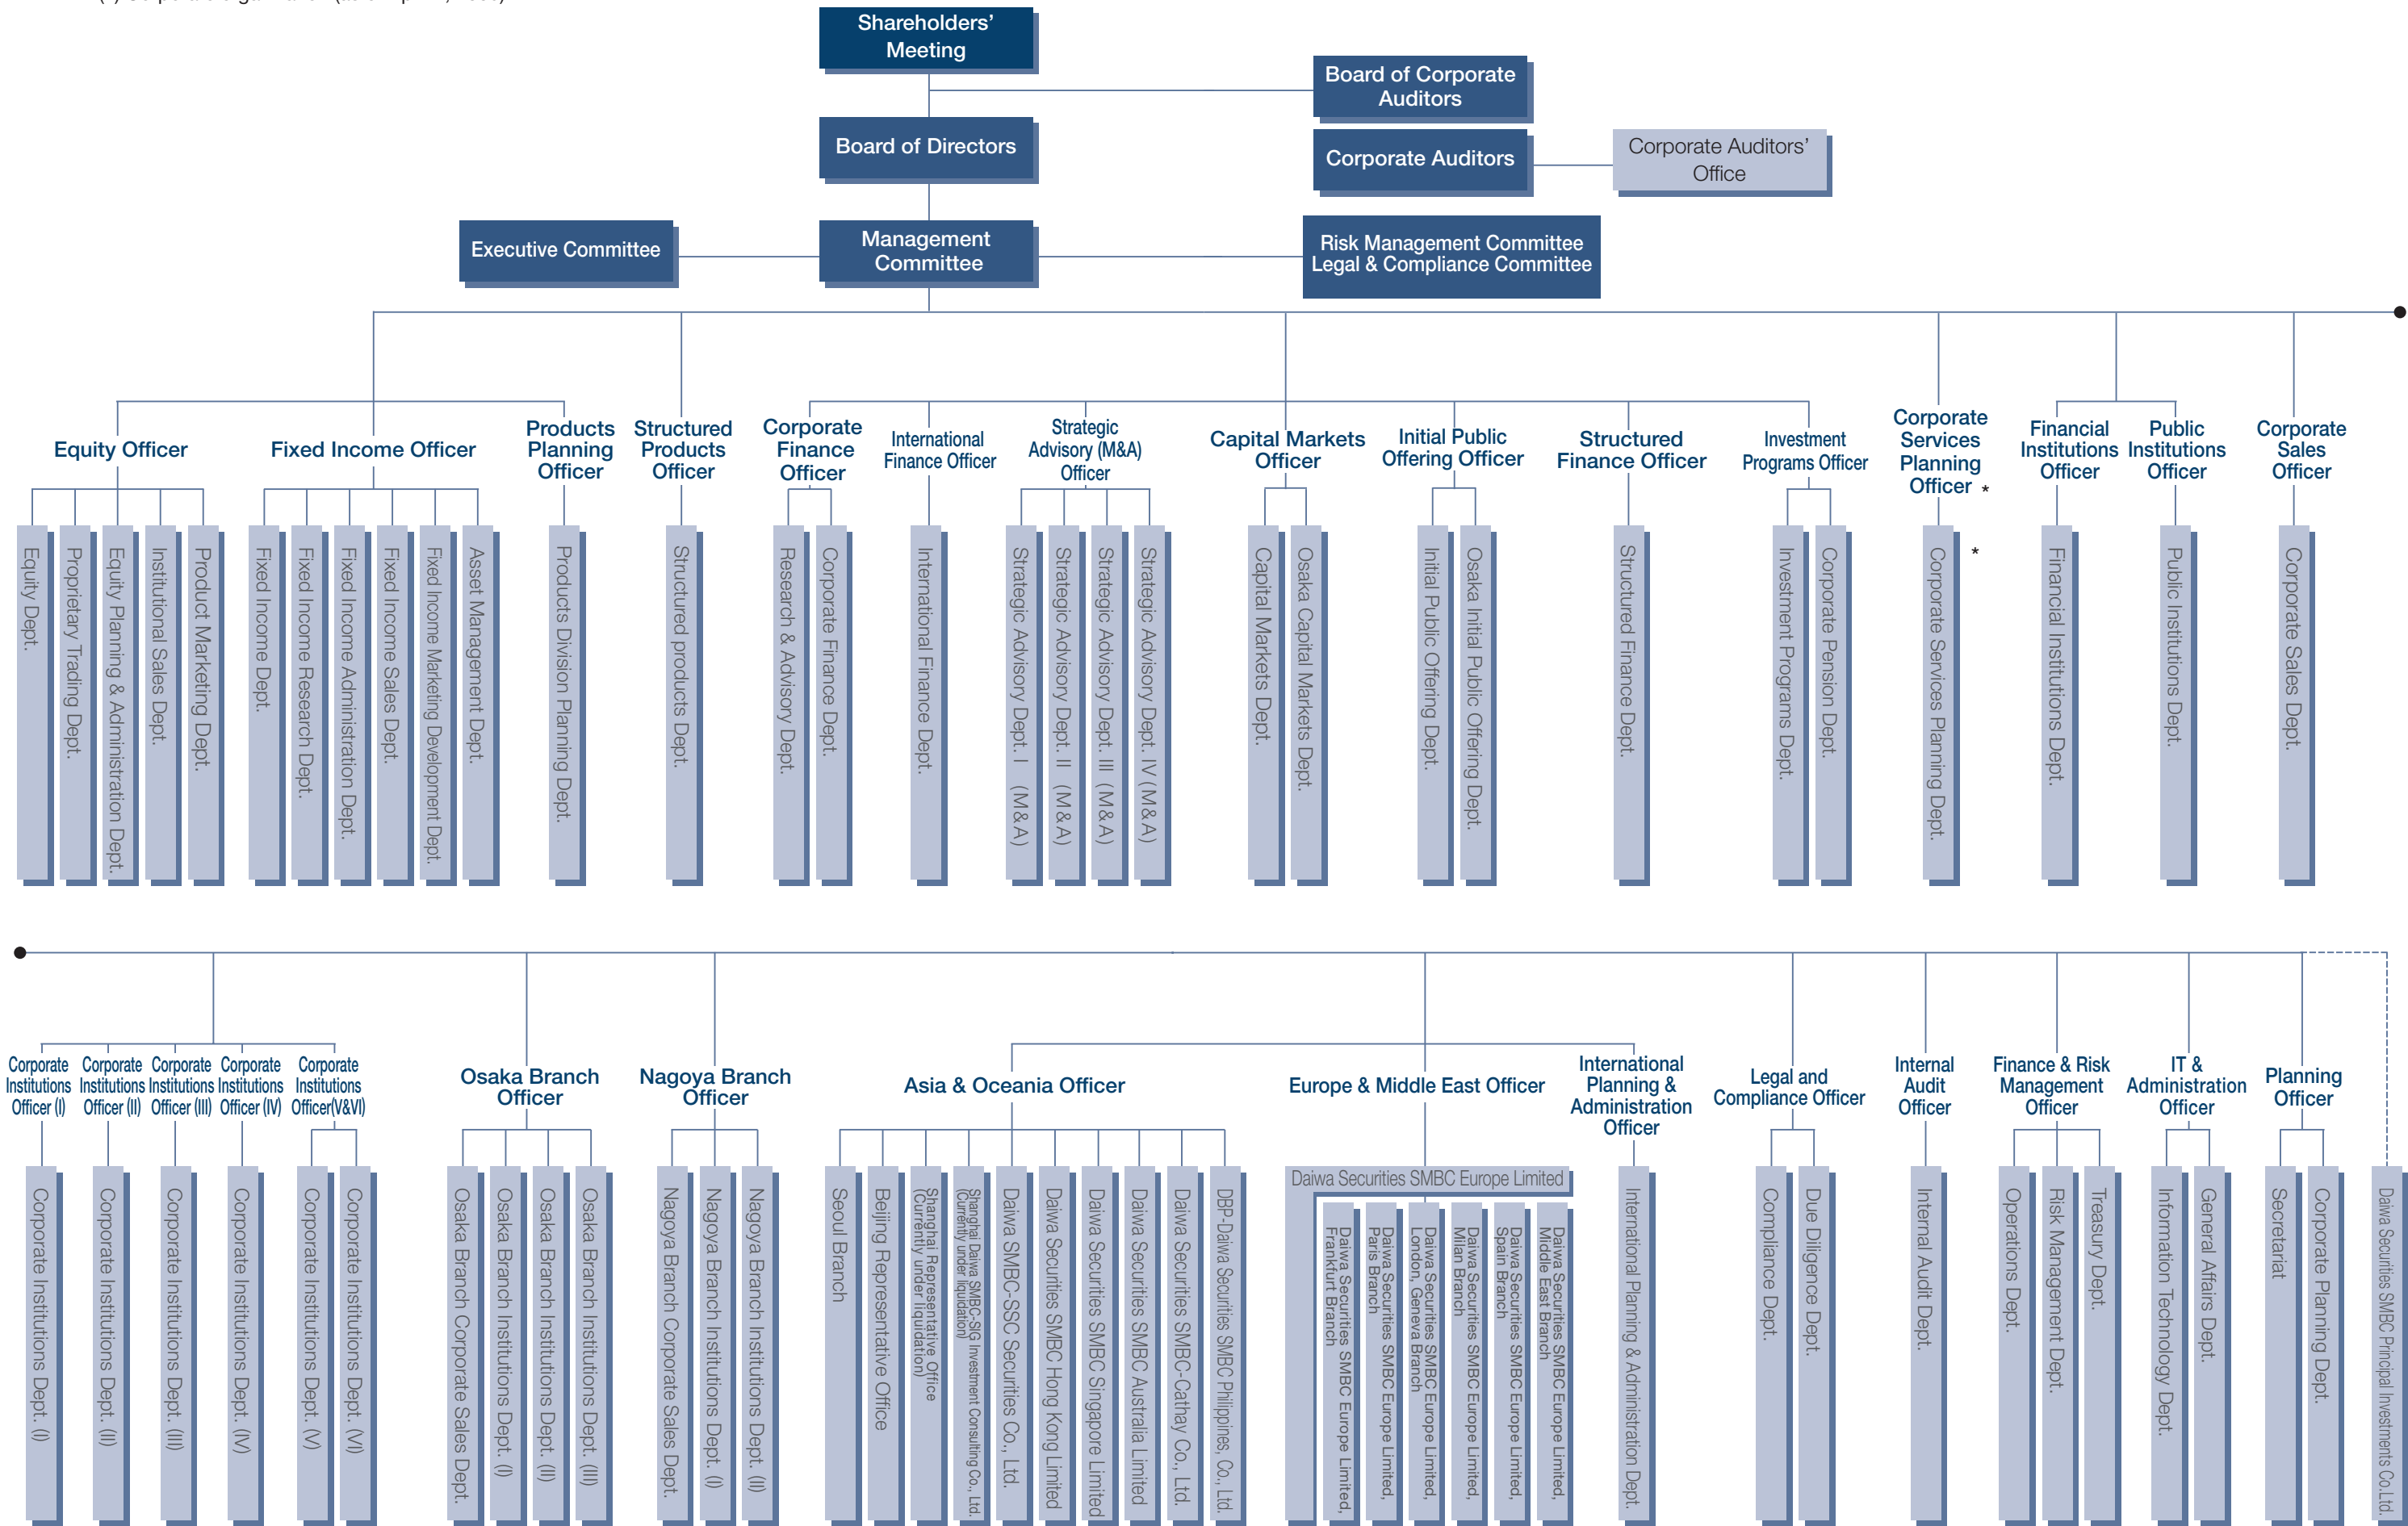 Shareholders’
Meeting
Board of Corporate
Auditors
Board of Directors
Corporate Auditors
Corporate Auditors’
Office
Executive Committee
Management
Committee
Risk Management Committee
Legal & Compliance Committee
Equity Officer
Fixed Income Officer
Products
Planning
Officer
Structured
Products
Officer
Corporate
Finance
Officer
International
Finance Officer
Strategic
Advisory (M&A)
Officer
Capital Markets
Officer
Initial Public
Offering Officer
Structured
Finance Officer
Investment
Programs Officer
Corporate
Services
Planning
Officer *
Financial
Institutions
Officer
Public
Institutions
Officer
Corporate
Sales
Officer
Equity Dept.
Proprietary Trading Dept.
Equity Planning & Administration Dept.
Institutional Sales Dept.
Product Marketing Dept.
Fixed Income Dept.
Fixed Income Research Dept.
Fixed Income Administration Dept.
Fixed Income Sales Dept.
Fixed Income Marketing Development Dept.
Asset Management Dept.
Products Division Planning Dept.
Structured products Dept.
Research & Advisory Dept.
Corporate Finance Dept.
International Finance Dept.
Strategic Advisory Dept. I (M&A)
Strategic Advisory Dept. II (M&A)
Strategic Advisory Dept. III (M&A)
Strategic Advisory Dept. IV (M&A)
Capital Markets Dept.
Osaka Capital Markets Dept.
Initial Public Offering Dept.
Osaka Initial Public Offering Dept.
Structured Finance Dept.
Investment Programs Dept.
Corporate Pension Dept.
Corporate Services Planning Dept.
*
Financial Institutions Dept.
Public Institutions Dept.
Corporate Sales Dept.
Corporate
Institutions
Officer (I)
Corporate
Institutions
Officer (II)
Corporate
Institutions
Officer (III)
Corporate
Institutions
Officer (IV)
Corporate
Institutions
Officer(V&VI)
Osaka Branch
Officer
Nagoya Branch
Officer
Asia & Oceania Officer
Europe & Middle East Officer
International
Planning &
Administration
Officer
Legal and
Compliance Officer
Internal
Audit
Officer
Finance & Risk
Management
Officer
IT &
Administration
Officer
Planning
Officer
Corporate Institutions Dept. (I)
Corporate Institutions Dept. (II)
Corporate Institutions Dept. (III)
Corporate Institutions Dept. (IV)
Corporate Institutions Dept. (V)
Corporate Institutions Dept. (VI)
Osaka Branch Corporate Sales Dept.
Osaka Branch Institutions Dept. (I)
Osaka Branch Institutions Dept. (II)
Osaka Branch Institutions Dept. (III)
Nagoya Branch Corporate Sales Dept.
Nagoya Branch Institutions Dept. (I)
Nagoya Branch Institutions Dept. (II)
Seoul Branch
Beijing Representative Office
Shanghai Representative Office
(Currently under liquidation)
Shanghai Daiwa SMBC-SIG Investment Consulting Co., Ltd.
(Currently under liquidation)
Daiwa SMBC-SSC Securities Co., Ltd.
Daiwa Securities SMBC Hong Kong Limited
Daiwa Securities SMBC Singapore Limited
Daiwa Securities SMBC Australia Limited
Daiwa Securities SMBC-Cathay Co., Ltd.
DBP-Daiwa Securities SMBC Philippines, Co., Ltd.
Daiwa Securities SMBC Europe Limited
Daiwa Securities SMBC Europe Limited,
Frankfurt Branch
Daiwa Securities SMBC Europe Limited,
Paris Branch
Daiwa Securities SMBC Europe Limited,
London, Geneva Branch
Daiwa Securities SMBC Europe Limited,
Milan Branch
Daiwa Securities SMBC Europe Limited,
Spain Branch
Daiwa Securities SMBC Europe Limited,
Middle East Branch
International Planning & Administration Dept.
Compliance Dept.
Due Diligence Dept.
Internal Audit Dept.
Operations Dept.
Risk Management Dept.
Treasury Dept.
Information Technology Dept.
General Affairs Dept.
Secretariat
Corporate Planning Dept.
Daiwa Securities SMBC Principal Investments Co.Ltd.